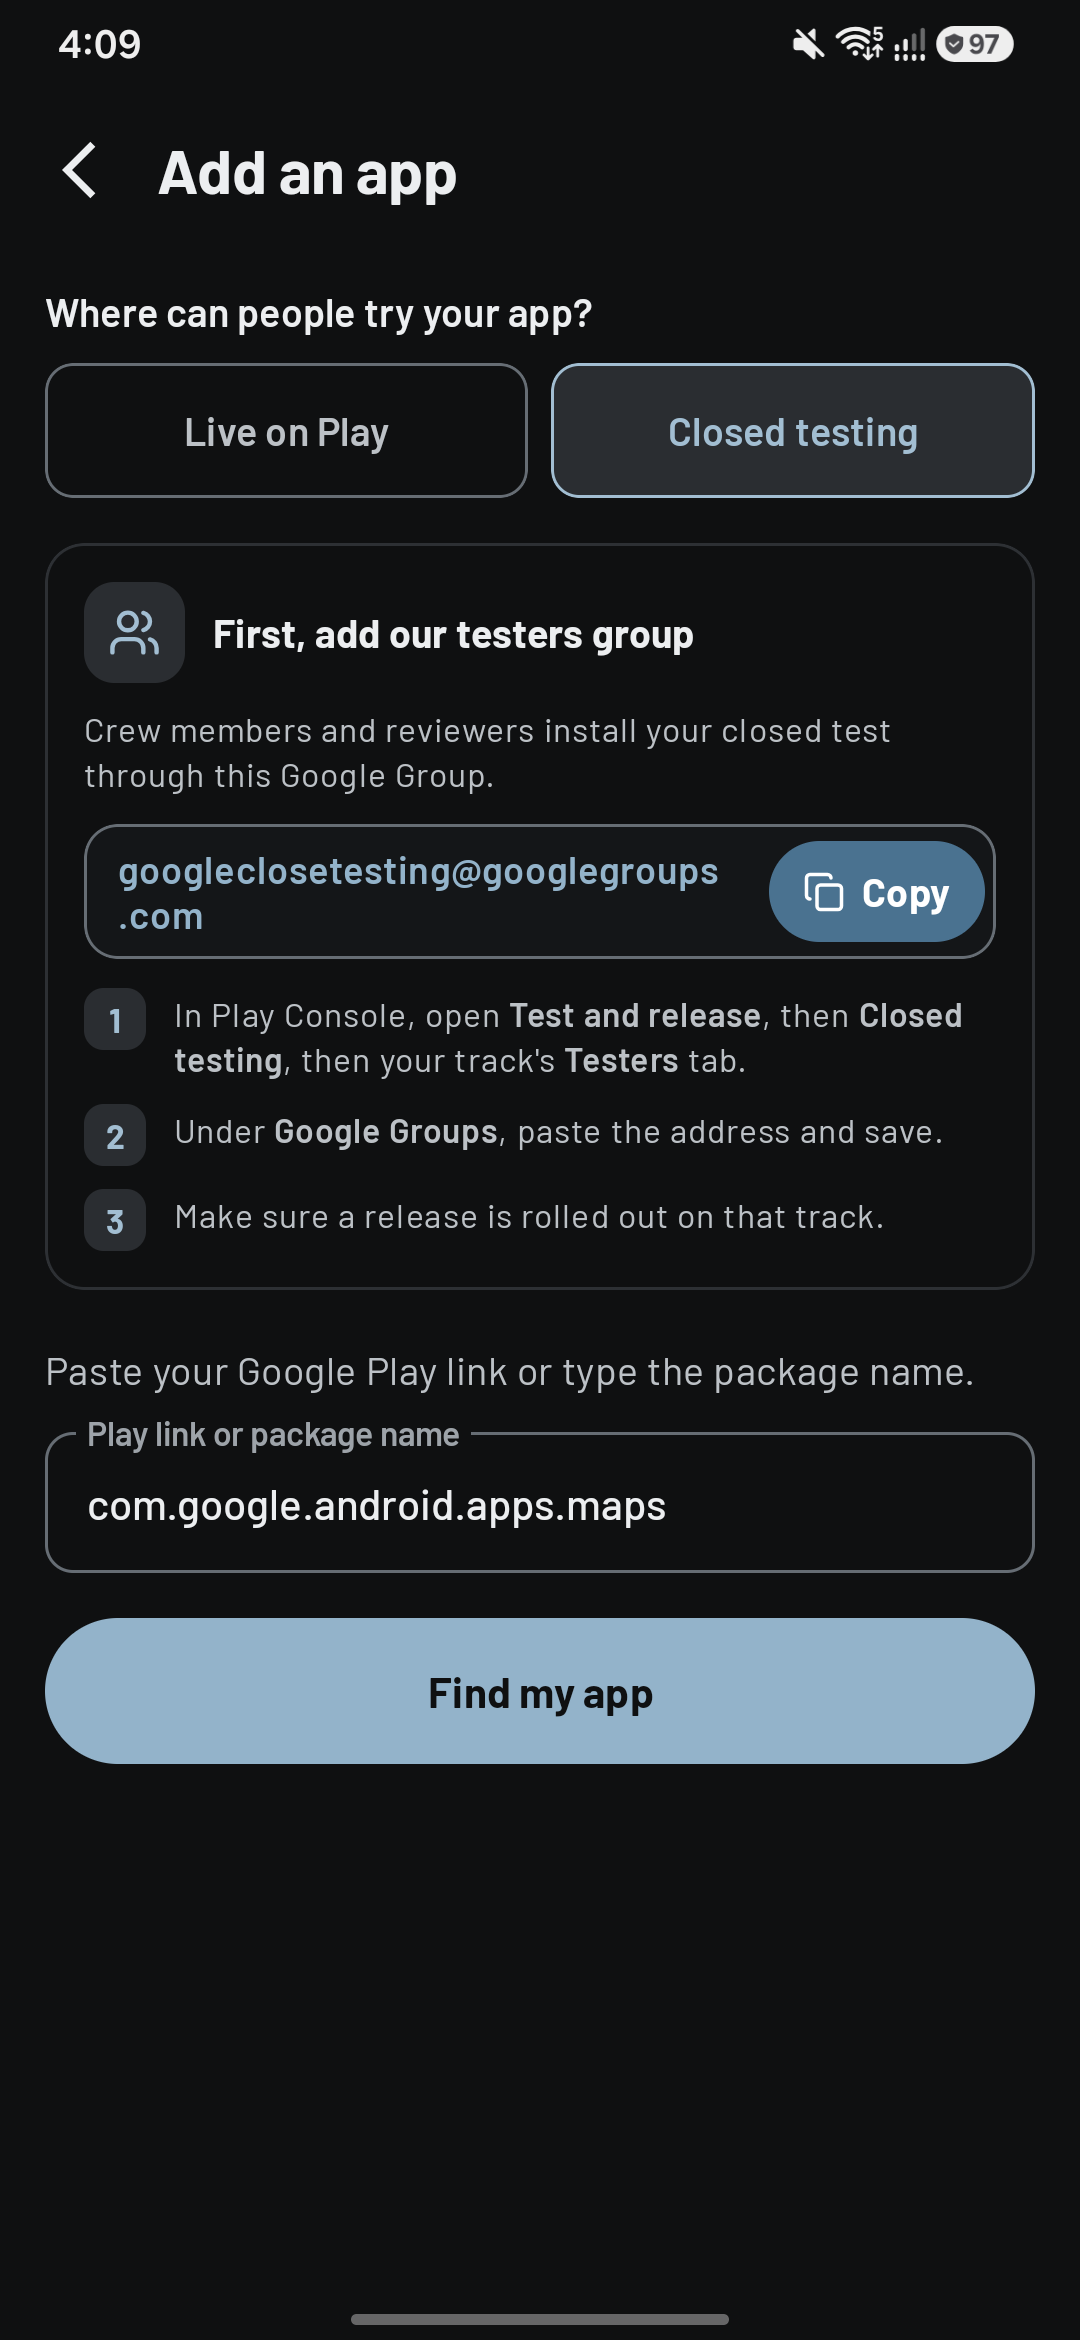 4:09
5
97
Add an app
Where can people try your app?
Live on Play
Closed testing
First, add our testers group
Crew members and reviewers install your closed test
through this Google Group.
googleclosetesting@googlegroups
.com
Copy
1
In Play Console, open Test and release, then Closed
testing, then your track's Testers tab.
2
Under Google Groups, paste the address and save.
3
Make sure a release is rolled out on that track.
Paste your Google Play link or type the package name.
Play link or package name
com.google.android.apps.maps
Find my app